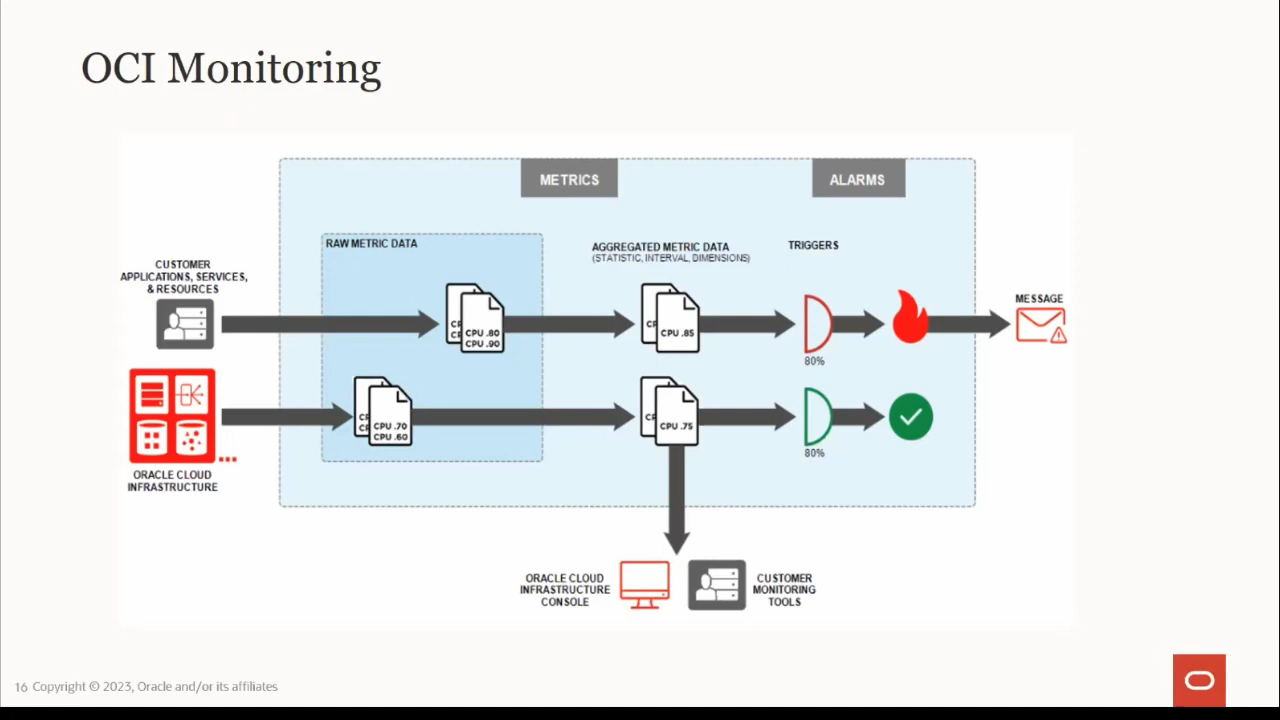 OCI Monitoring
METRICS
ALARMS
RAW METRIC DATA
AGGREGATED METRIC DATA
(STATISTIC, INTERVAL, DIMENSIONS)
TRIGGERS
CUSTOMER
APPLICATIONS, SERVICES,
& RESOURCES
CPU .80
CPU .90
CPU .85
80%
MESSAGE
CPU .70
CPU .60
CPU .75
80%
ORACLE CLOUD
INFRASTRUCTURE
ORACLE CLOUD
INFRASTRUCTURE
CONSOLE
CUSTOMER
MONITORING
TOOLS
16 Copyright © 2023, Oracle and/or its affiliates